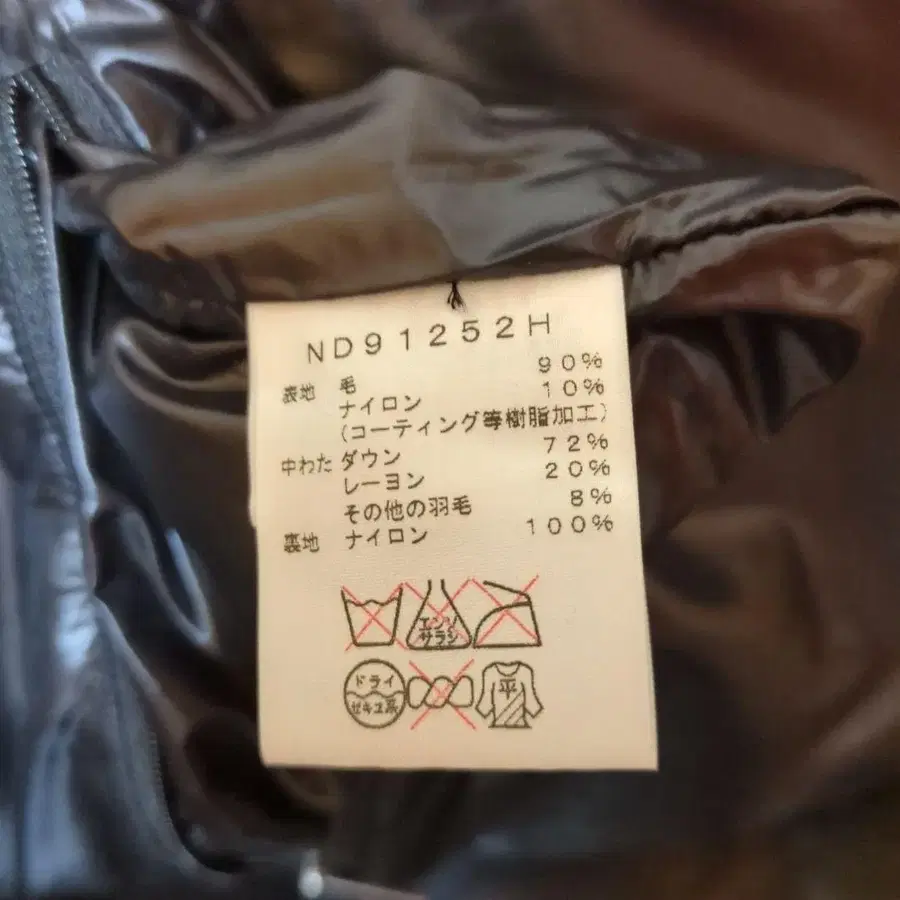 ND91252H
表地 毛 90%
ナイロン 10%
(コーティング等樹脂加工)
中わた ダウン 72%
レーヨン 20%
その他の羽毛 8%
裏地 ナイロン 100%
エンソ
サラシ
ドライ
セキユ系
平